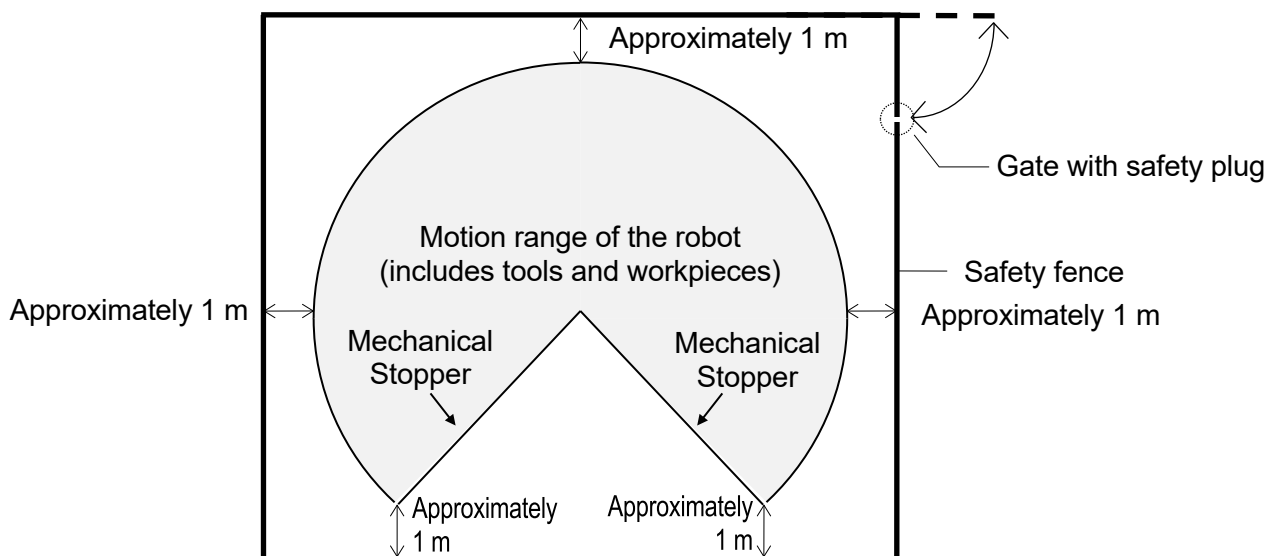 Approximately 1 m
Gate with safety plug
Motion range of the robot
(includes tools and workpieces)
Safety fence
Approximately 1 m
Approximately 1 m
Mechanical
Stopper
Mechanical
Stopper
Approximately
1 m
Approximately
1 m